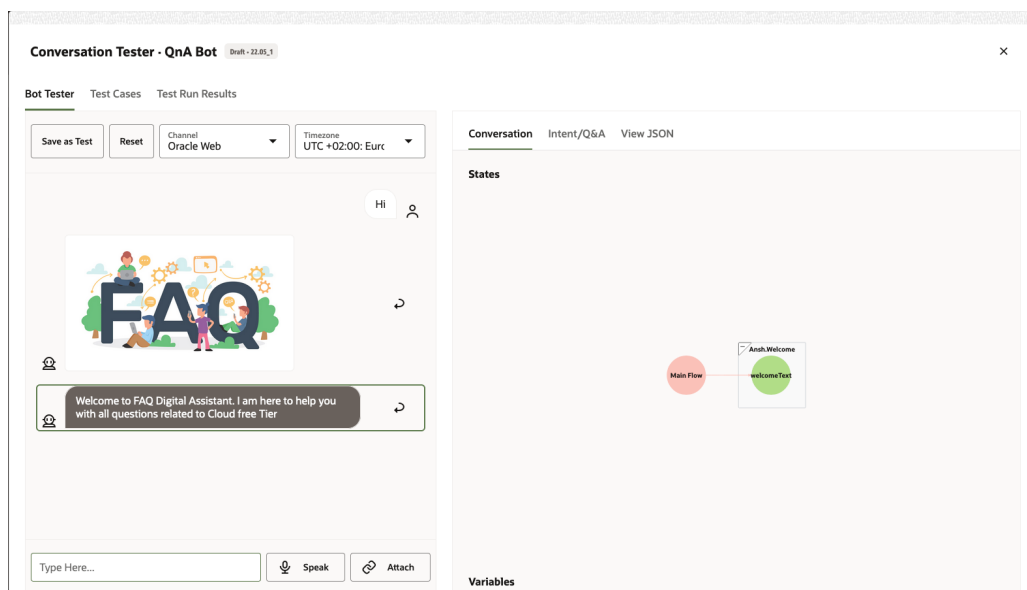 Conversation Tester · QnA Bot Draft - 22.05_1
Bot Tester Test Cases Test Run Results
Save as Test Reset
Channel
Oracle Web
Timezone
UTC +02:00: Eurc
Hi
FAQ
Welcome to FAQ Digital Assistant. I am here to help you
with all questions related to Cloud free Tier
Type Here...
Speak
Attach
Conversation Intent/Q&A View JSON
States
Ansh.Welcome
Main Flow
welcomeText
Variables